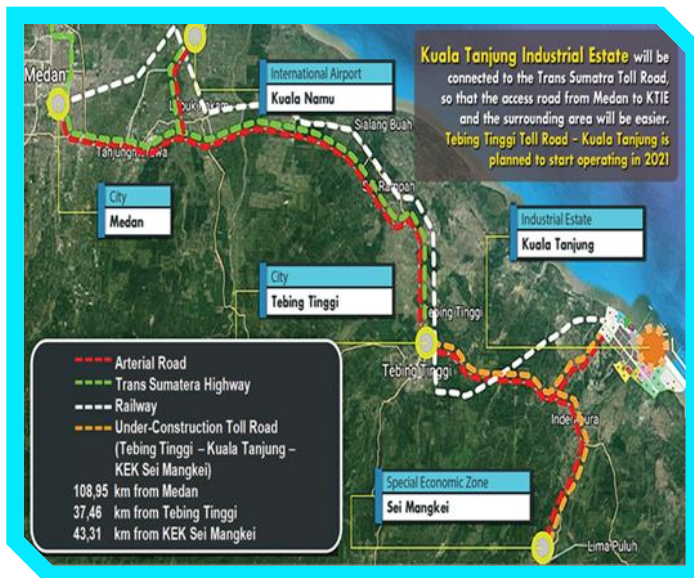 Kuala Tanjung Industrial Estate will be
connected to the Trans Sumatra Toll Road,
so that the access road from Medan to KTIE
and the surrounding area will be easier.
Tebing Tinggi Toll Road – Kuala Tanjung is
planned to start operating in 2021
Medan
International Airport
Kuala Namu
Sialang Buah
City
Medan
Industrial Estate
Kuala Tanjung
City
Tebing Tinggi
Tebing Tinggi
Arterial Road
Trans Sumatera Highway
Railway
Under-Construction Toll Road
(Tebing Tinggi – Kuala Tanjung –
KEK Sei Mangkei)
108,95 km from Medan
37,46 km from Tebing Tinggi
43,31 km from KEK Sei Mangkei
Special Economic Zone
Sei Mangkei
Lima Puluh